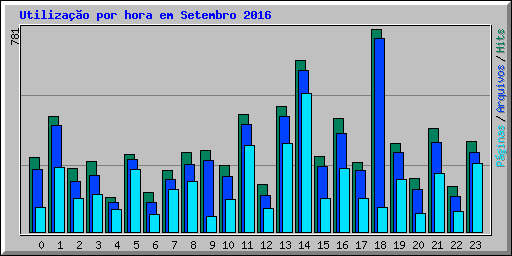 Utilização por hora em Setembro 2016
781
Páginas / Arquivos / Hits
0 1 2 3 4 5 6 7 8 9 10 11 12 13 14 15 16 17 18 19 20 21 22 23